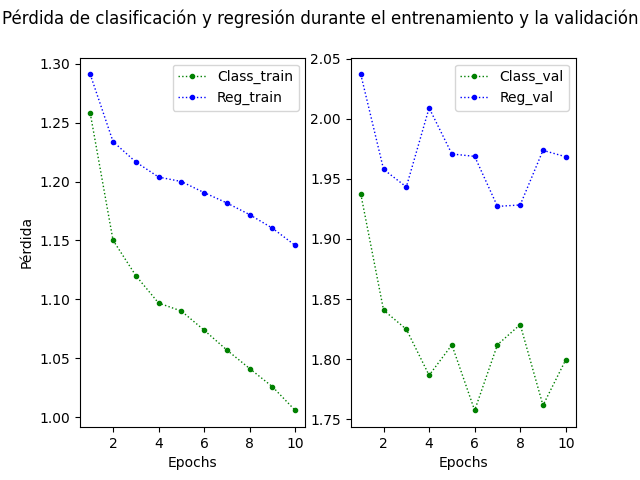 Pérdida de clasificación y regresión durante el entrenamiento y la validación
1.30
1.25
1.20
1.15
1.10
1.05
1.00
Pérdida
Class_train
Reg_train
2 4 6 8 10
Epochs
2.05
2.00
1.95
1.90
1.85
1.80
1.75
Class_val
Reg_val
2 4 6 8 10
Epochs